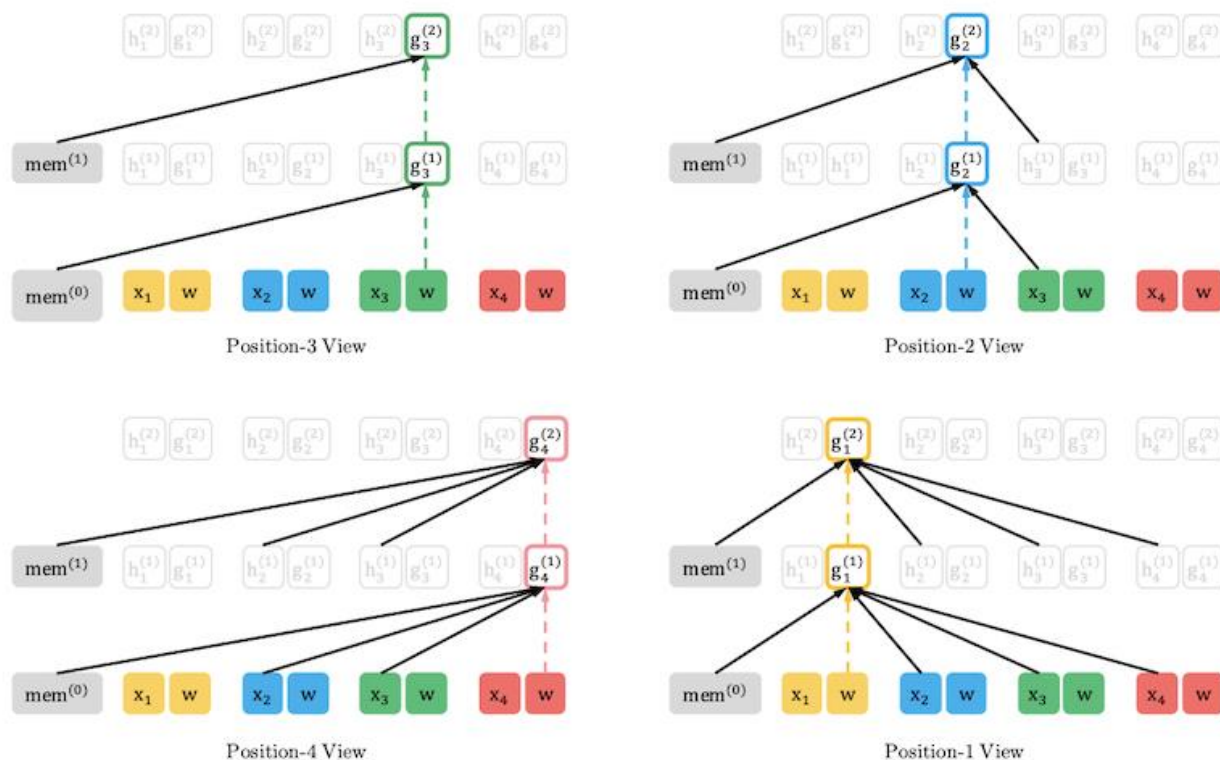 h₁⁽²⁾ g₁⁽²⁾ h₂⁽²⁾ g₂⁽²⁾ h₃⁽²⁾ g₃⁽²⁾ h₄⁽²⁾ g₄⁽²⁾
mem⁽¹⁾ h₁⁽¹⁾ g₁⁽¹⁾ h₂⁽¹⁾ g₂⁽¹⁾ h₃⁽¹⁾ g₃⁽¹⁾ h₄⁽¹⁾ g₄⁽¹⁾
mem⁽⁰⁾ x₁ w x₂ w x₃ w x₄ w
Position-3 View
h₁⁽²⁾ g₁⁽²⁾ h₂⁽²⁾ g₂⁽²⁾ h₃⁽²⁾ g₃⁽²⁾ h₄⁽²⁾ g₄⁽²⁾
mem⁽¹⁾ h₁⁽¹⁾ h₁⁽¹⁾ h₂⁽¹⁾ g₂⁽¹⁾ h₃⁽¹⁾ g₃⁽¹⁾ h₄⁽¹⁾ g₄⁽¹⁾
mem⁽⁰⁾ x₁ w x₂ w x₃ w x₄ w
Position-2 View
h₁⁽²⁾ g₁⁽²⁾ h₂⁽²⁾ g₂⁽²⁾ h₃⁽²⁾ g₃⁽²⁾ h₄⁽²⁾ g₄⁽²⁾
mem⁽¹⁾ h₁⁽¹⁾ g₁⁽¹⁾ h₂⁽¹⁾ g₂⁽¹⁾ h₃⁽¹⁾ g₃⁽¹⁾ h₄⁽¹⁾ g₄⁽¹⁾
mem⁽⁰⁾ x₁ w x₂ w x₃ w x₄ w
Position-4 View
h₁⁽²⁾ g₁⁽²⁾ h₂⁽²⁾ g₂⁽²⁾ h₃⁽²⁾ g₃⁽²⁾ h₄⁽²⁾ g₄⁽²⁾
mem⁽¹⁾ h₁⁽¹⁾ g₁⁽¹⁾ h₂⁽¹⁾ g₂⁽¹⁾ h₃⁽¹⁾ g₃⁽¹⁾ h₄⁽¹⁾ g₄⁽¹⁾
mem⁽⁰⁾ x₁ w x₂ w x₃ w x₄ w
Position-1 View